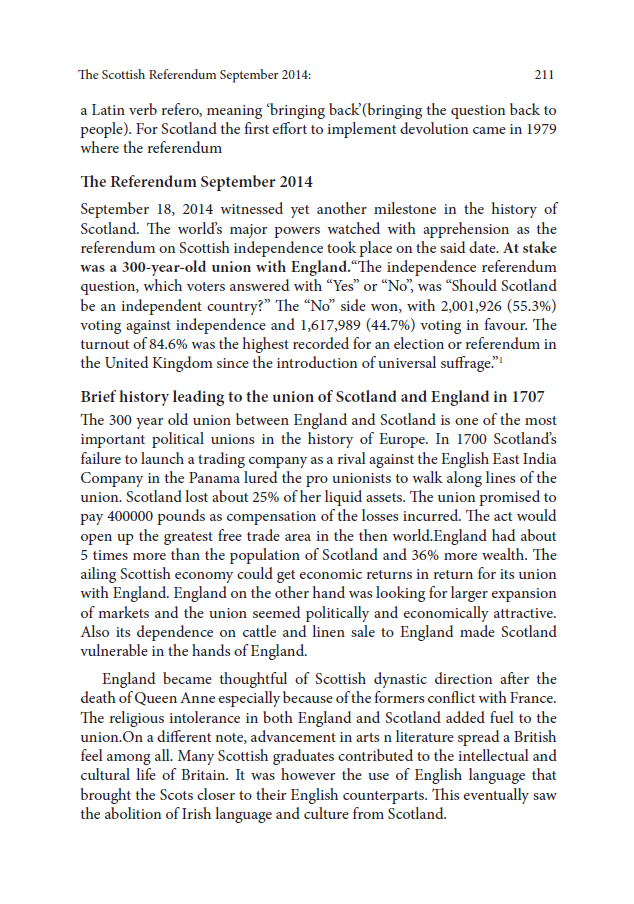 The Scottish Referendum September 2014: 211
a Latin verb refero, meaning ‘bringing back’(bringing the question back to
people). For Scotland the first effort to implement devolution came in 1979
where the referendum
The Referendum September 2014
September 18, 2014 witnessed yet another milestone in the history of
Scotland. The world’s major powers watched with apprehension as the
referendum on Scottish independence took place on the said date. At stake
was a 300-year-old union with England.“The independence referendum
question, which voters answered with “Yes” or “No”, was “Should Scotland
be an independent country?” The “No” side won, with 2,001,926 (55.3%)
voting against independence and 1,617,989 (44.7%) voting in favour. The
turnout of 84.6% was the highest recorded for an election or referendum in
the United Kingdom since the introduction of universal suffrage.”1
Brief history leading to the union of Scotland and England in 1707
The 300 year old union between England and Scotland is one of the most
important political unions in the history of Europe. In 1700 Scotland’s
failure to launch a trading company as a rival against the English East India
Company in the Panama lured the pro unionists to walk along lines of the
union. Scotland lost about 25% of her liquid assets. The union promised to
pay 400000 pounds as compensation of the losses incurred. The act would
open up the greatest free trade area in the then world.England had about
5 times more than the population of Scotland and 36% more wealth. The
ailing Scottish economy could get economic returns in return for its union
with England. England on the other hand was looking for larger expansion
of markets and the union seemed politically and economically attractive.
Also its dependence on cattle and linen sale to England made Scotland
vulnerable in the hands of England.
England became thoughtful of Scottish dynastic direction after the
death of Queen Anne especially because of the formers conflict with France.
The religious intolerance in both England and Scotland added fuel to the
union.On a different note, advancement in arts n literature spread a British
feel among all. Many Scottish graduates contributed to the intellectual and
cultural life of Britain. It was however the use of English language that
brought the Scots closer to their English counterparts. This eventually saw
the abolition of Irish language and culture from Scotland.